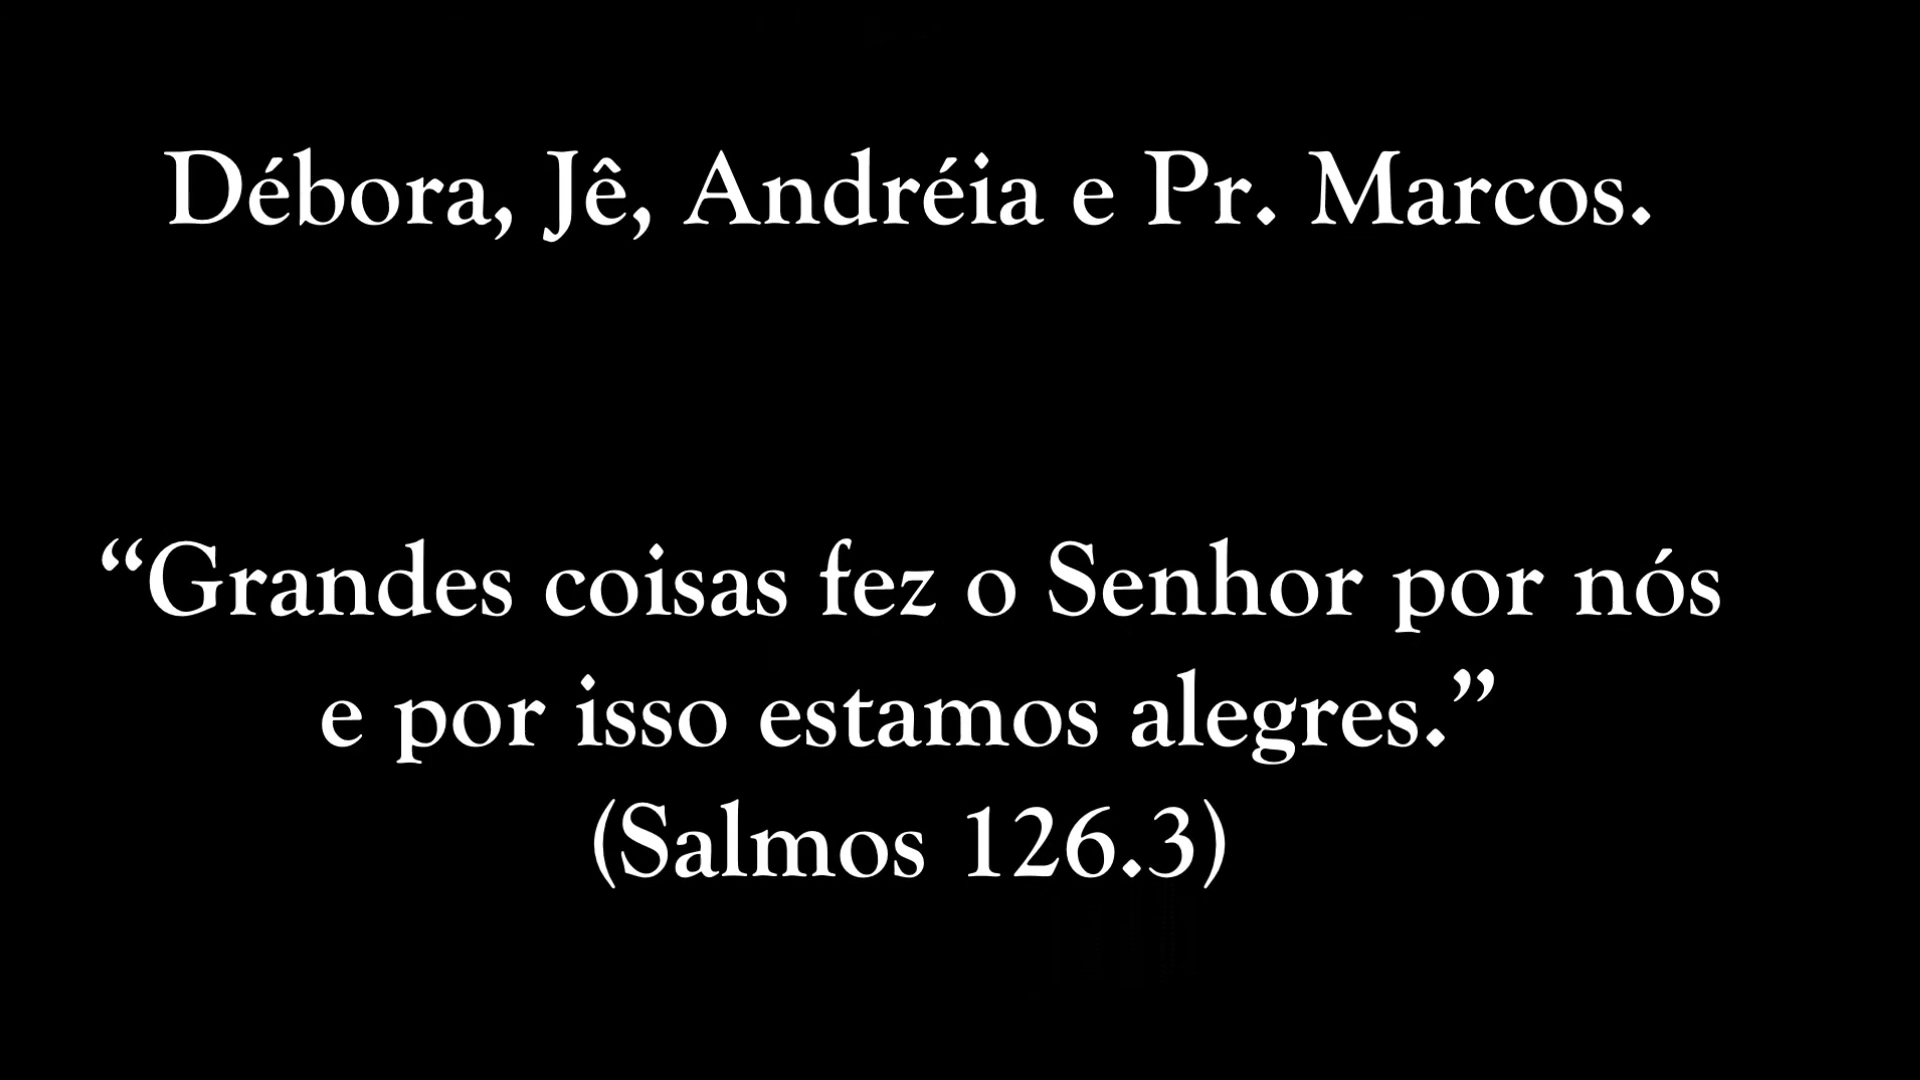 Débora, Jê, Andréia e Pr. Marcos.
“Grandes coisas fez o Senhor por nós
e por isso estamos alegres.”
(Salmos 126.3)